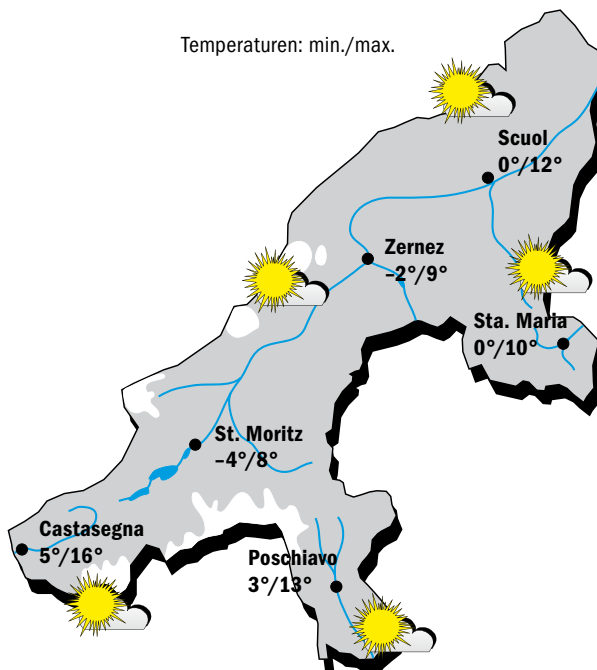 Temperaturen: min./max.
Scuol
0°/12°
Zernez
–2°/9°
Sta. Maria
0°/10°
St. Moritz
–4°/8°
Castasegna
5°/16°
Poschiavo
3°/13°